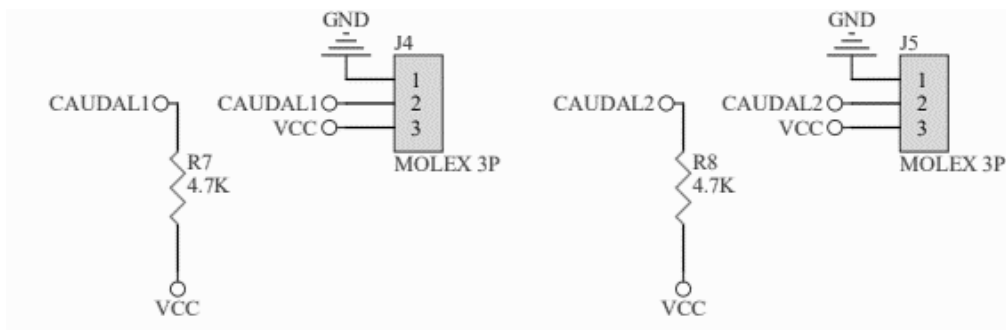 GND
J4
1
CAUDAL1
CAUDAL1
2
VCC
3
MOLEX 3P
R7
4.7K
VCC
GND
J5
1
CAUDAL2
CAUDAL2
2
VCC
3
MOLEX 3P
R8
4.7K
VCC